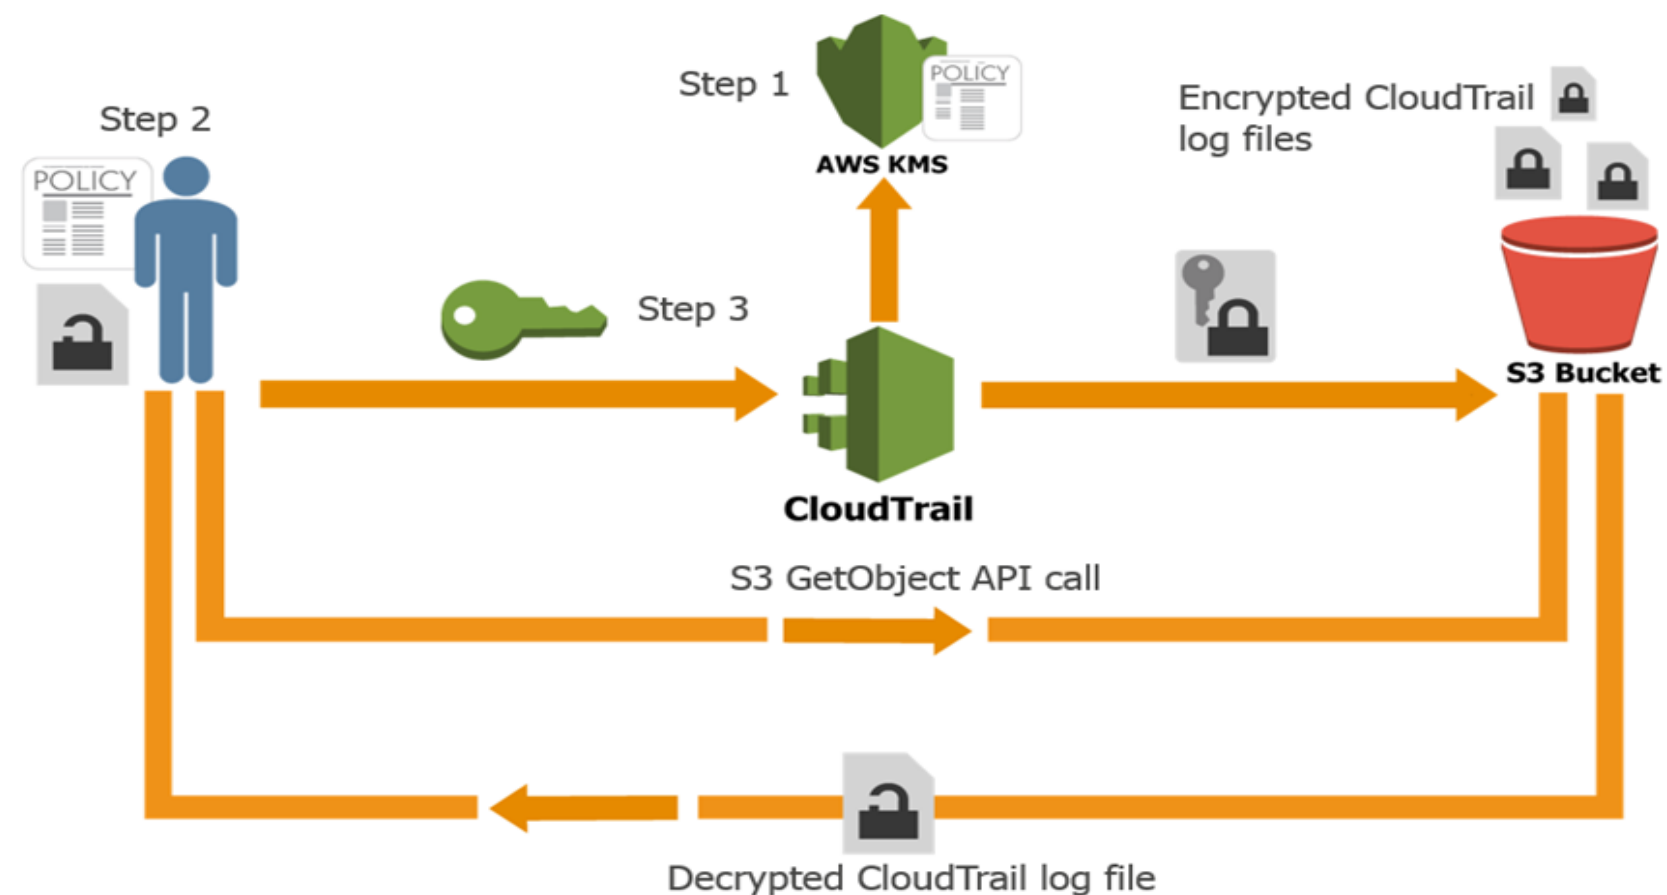 Step 1
POLICY
AWS KMS
Encrypted CloudTrail
log files
Step 2
POLICY
Step 3
S3 Bucket
CloudTrail
S3 GetObject API call
Decrypted CloudTrail log file